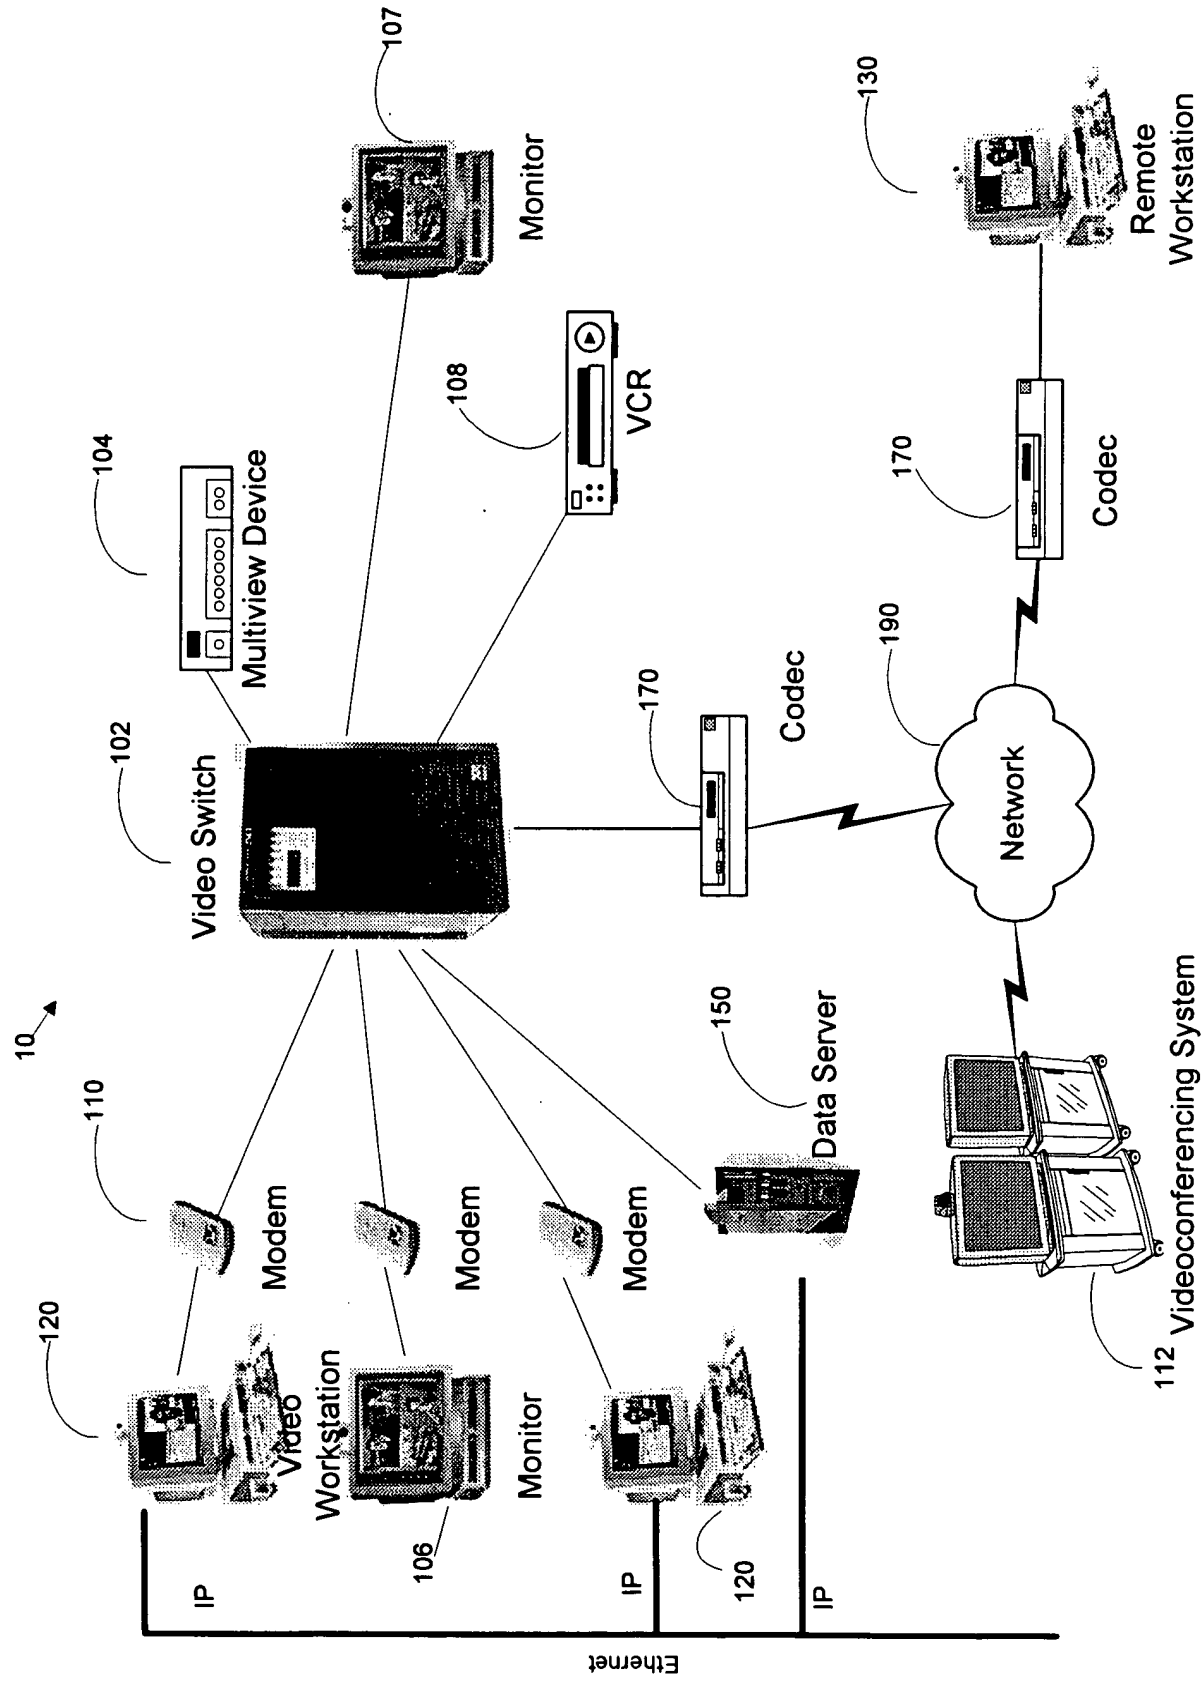 10
120
110
Video Switch
102
104
107
Multiview Device
Modem
Video
Workstation
IP
Ethernet
106
Monitor
Modem
Monitor
108
VCR
Modem
IP
120
150
Data Server
IP
170
Codec
130
190
Network
170
Codec
Remote
Workstation
112
Videoconferencing System